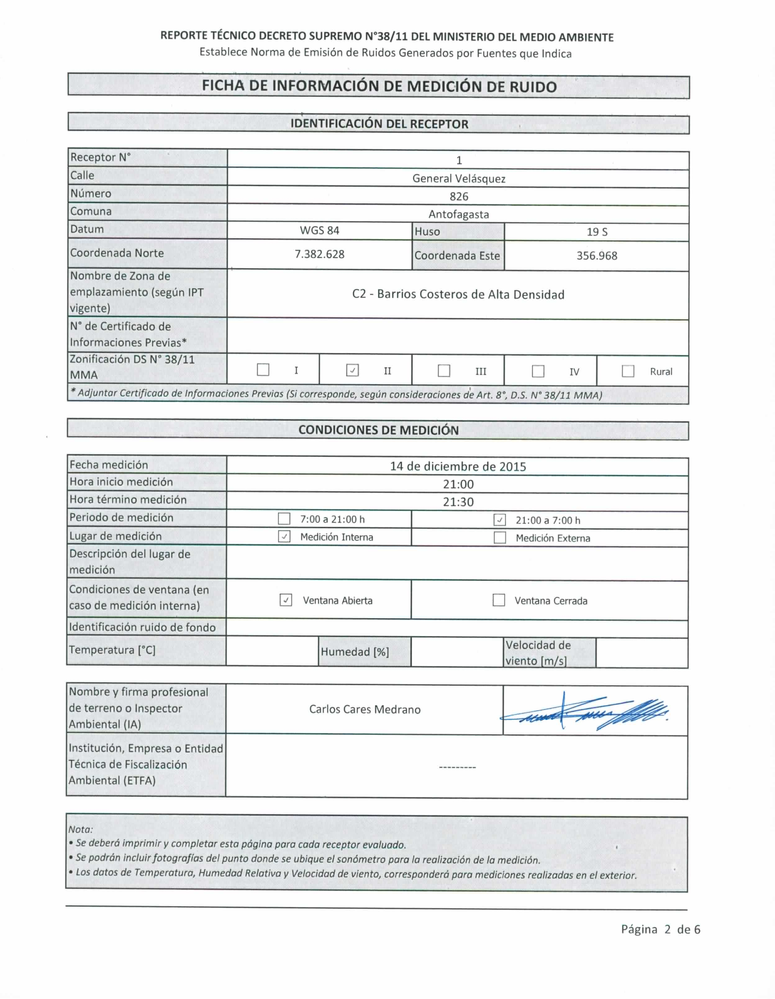 REPORTE TÉCNICO DECRETO SUPREMO N°38/11 DEL MINISTERIO DEL MEDIO AMBIENTE
Establece Norma de Emisión de Ruidos Generados por Fuentes que Indica
FICHA DE INFORMACIÓN DE MEDICIÓN DE RUIDO
IDENTIFICACIÓN DEL RECEPTOR
Receptor N° 1
Calle General Velásquez
Número 826
Comuna Antofagasta
Datum WGS 84 Huso 19 S
Coordenada Norte 7.382.628 Coordenada Este 356.968
Nombre de Zona de
emplazamiento (según IPT
vigente)
C2 - Barrios Costeros de Alta Densidad
N° de Certificado de
Informaciones Previas*
Zonificación DS N° 38/11
MMA
☐ I ☑ II ☐ III ☐ IV ☐ Rural
* Adjuntar Certificado de Informaciones Previas (Si corresponde, según consideraciones de Art. 8°, D.S. N° 38/11 MMA)
CONDICIONES DE MEDICIÓN
Fecha medición 14 de diciembre de 2015
Hora inicio medición 21:00
Hora término medición 21:30
Periodo de medición ☐ 7:00 a 21:00 h ☑ 21:00 a 7:00 h
Lugar de medición ☑ Medición Interna ☐ Medición Externa
Descripción del lugar de
medición
Condiciones de ventana (en
caso de medición interna)
☑ Ventana Abierta ☐ Ventana Cerrada
Identificación ruido de fondo
Temperatura [°C] Humedad [%] Velocidad de
viento [m/s]
Nombre y firma profesional
de terreno o Inspector
Ambiental (IA)
Carlos Cares Medrano
Institución, Empresa o Entidad
Técnica de Fiscalización
Ambiental (ETFA)
---------
Nota:
• Se deberá imprimir y completar esta página para cada receptor evaluado.
• Se podrán incluir fotografías del punto donde se ubique el sonómetro para la realización de la medición.
• Los datos de Temperatura, Humedad Relativa y Velocidad de viento, corresponderá para mediciones realizadas en el exterior.
Página 2 de 6